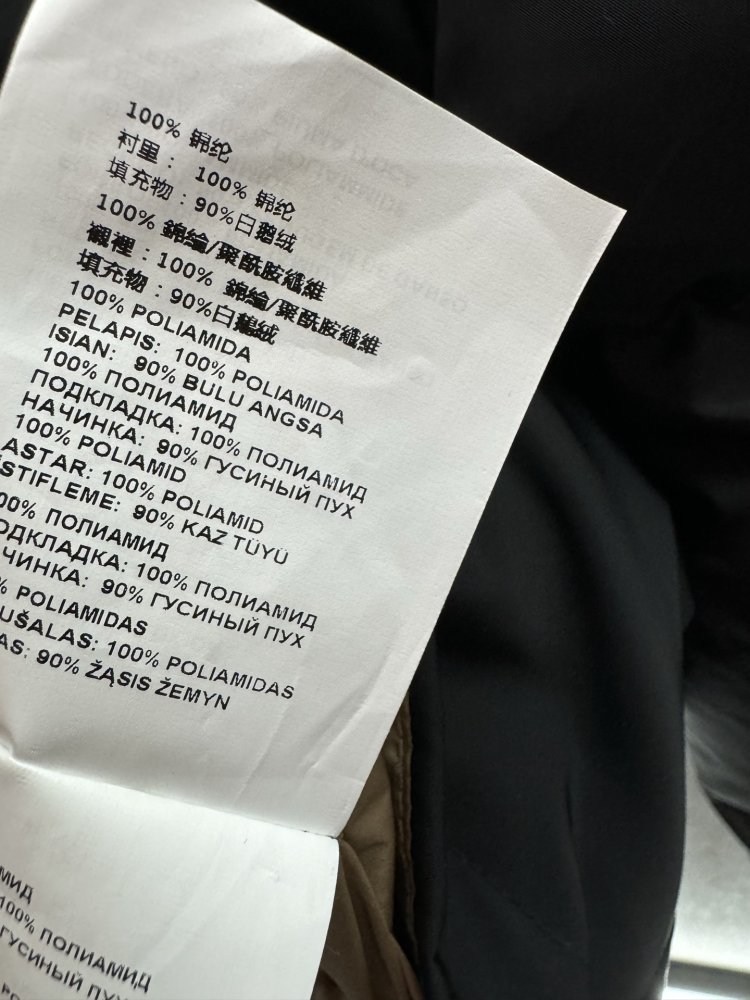 100% 锦纶
衬里： 100% 锦纶
填充物：90%白鹅绒
100% 錦綸/聚酰胺纖維
襯裡：100% 錦綸/聚酰胺纖維
填充物：90%白鵝絨
100% POLIAMIDA
PELAPIS: 100% POLIAMIDA
ISIAN: 90% BULU ANGSA
100% ПОЛИАМИД
ПОДКЛАДКА: 100% ПОЛИАМИД
НАЧИНКА: 90% ГУСИНЫЙ ПУХ
100% POLIAMID
ASTAR: 100% POLIAMID
STIFLEME: 90% KAZ TÜYÜ
00% ПОЛИАМИД
ОДКЛАДКА: 100% ПОЛИАМИД
ЧИНКА: 90% ГУСИНЫЙ ПУХ
% POLIAMIDAS
UŠALAS: 100% POLIAMIDAS
AS: 90% ŽĄSIS ŽEMYN
МИД
100% ПОЛИАМИД
ГУСИНЫЙ ПУХ